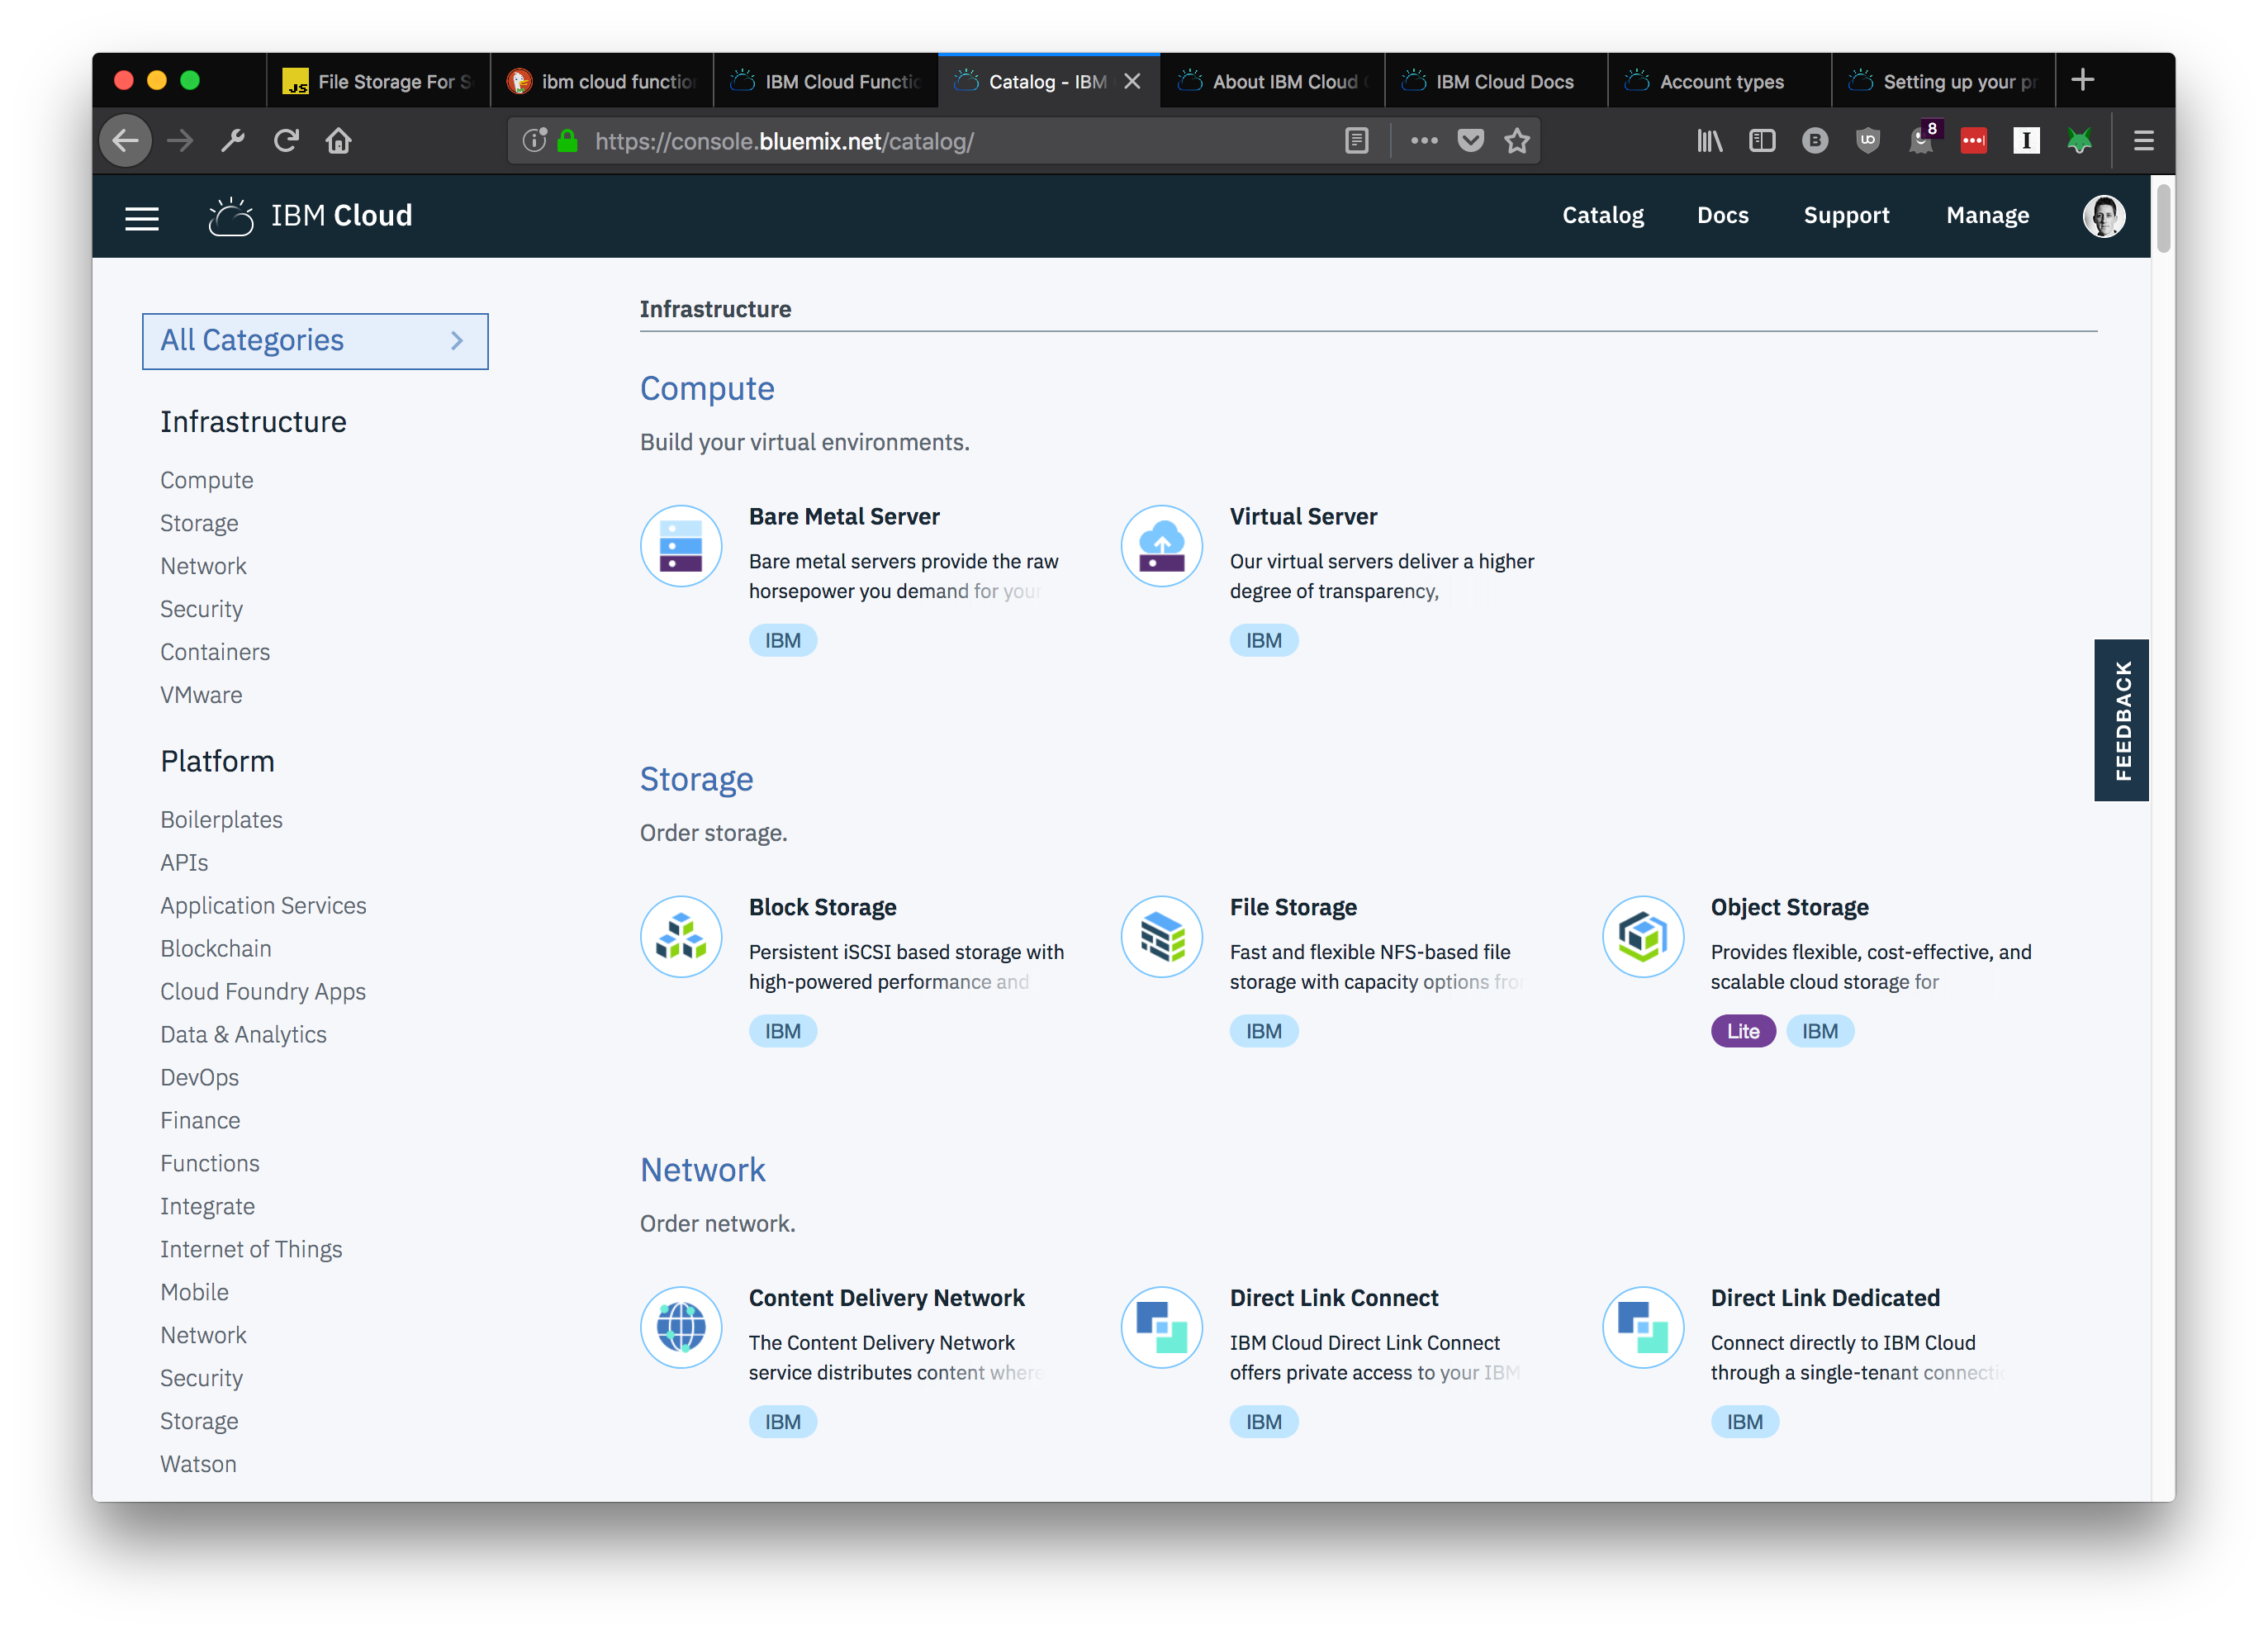 File Storage For S
ibm cloud function
IBM Cloud Functio
Catalog - IBM
About IBM Cloud
IBM Cloud Docs
Account types
Setting up your pr
https://console.bluemix.net/catalog/
8
IBM Cloud
Catalog
Docs
Support
Manage
All Categories
Infrastructure
Compute
Storage
Network
Security
Containers
VMware
Platform
Boilerplates
APIs
Application Services
Blockchain
Cloud Foundry Apps
Data & Analytics
DevOps
Finance
Functions
Integrate
Internet of Things
Mobile
Network
Security
Storage
Watson
Infrastructure
Compute
Build your virtual environments.
Bare Metal Server
Bare metal servers provide the raw
horsepower you demand for your
IBM
Virtual Server
Our virtual servers deliver a higher
degree of transparency,
IBM
Storage
Order storage.
Block Storage
Persistent iSCSI based storage with
high-powered performance and
IBM
File Storage
Fast and flexible NFS-based file
storage with capacity options from
IBM
Object Storage
Provides flexible, cost-effective, and
scalable cloud storage for
Lite IBM
Network
Order network.
Content Delivery Network
The Content Delivery Network
service distributes content where
IBM
Direct Link Connect
IBM Cloud Direct Link Connect
offers private access to your IBM
IBM
Direct Link Dedicated
Connect directly to IBM Cloud
through a single-tenant connectio
IBM
FEEDBACK